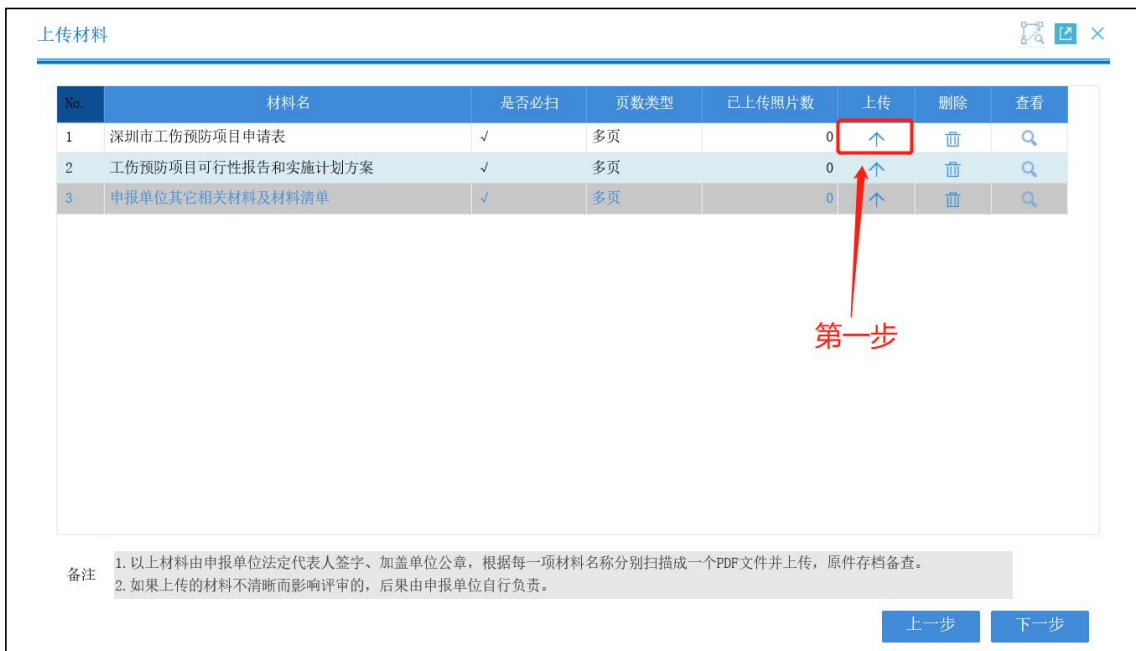 上传材料
No. 材料名 是否必扫 页数类型 已上传照片数 上传 删除 查看
1 深圳市工伤预防项目申请表 √ 多页 0
2 工伤预防项目可行性报告和实施计划方案 √ 多页 0
3 申报单位其它相关材料及材料清单 √ 多页 0
第一步
备注 1.以上材料由申报单位法定代表人签字、加盖单位公章，根据每一项材料名称分别扫描成一个PDF文件并上传，原件存档备查。
2.如果上传的材料不清晰而影响评审的，后果由申报单位自行负责。
上一步 下一步